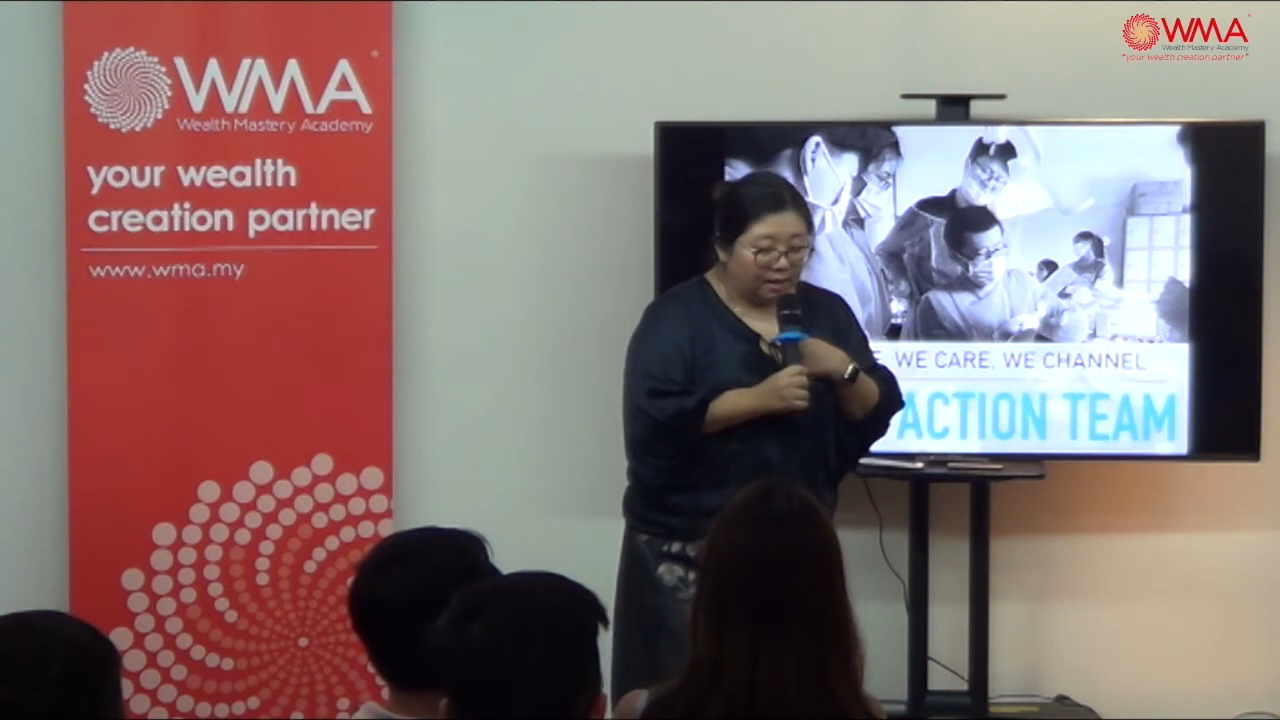 WMA
Wealth Mastery Academy
your wealth
creation partner
www.wma.my
WMA
Wealth Mastery Academy
"your wealth creation partner"
WE CARE, WE CHANNEL
ACTION TEAM